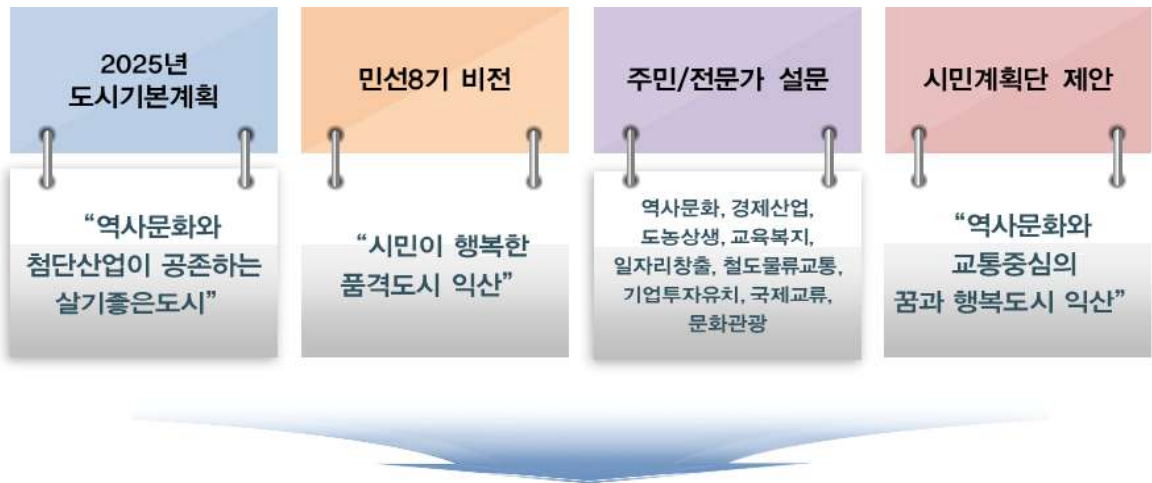 2025년
도시기본계획
민선8기 비전
주민/전문가 설문
시민계획단 제안
“역사문화와
첨단산업이 공존하는
살기좋은도시”
“시민이 행복한
품격도시 익산”
역사문화, 경제산업,
도농상생, 교육복지,
일자리창출, 철도물류교통,
기업투자유치, 국제교류,
문화관광
“역사문화와
교통중심의
꿈과 행복도시 익산”